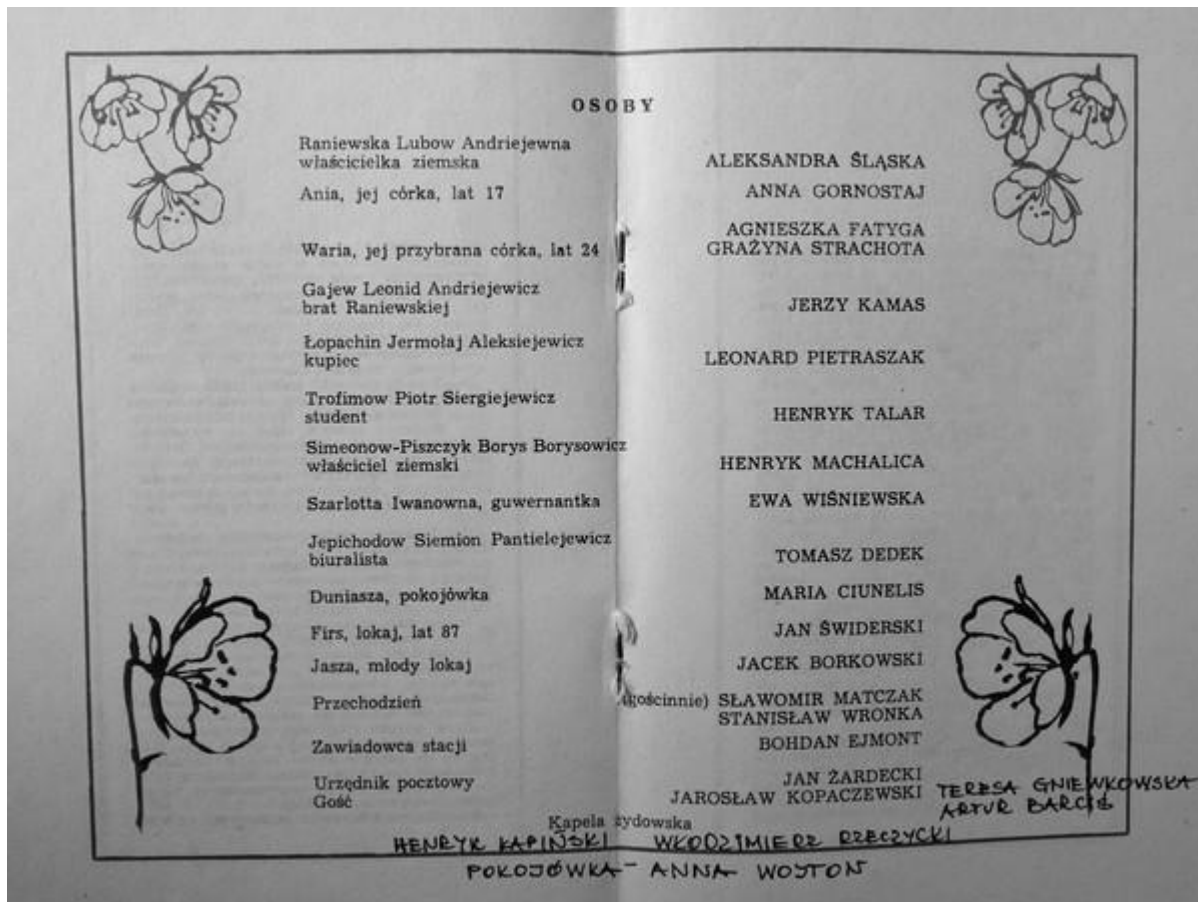 OSOBY
Raniewska Lubow Andriejewna
właścicielka ziemska ALEKSANDRA ŚLĄSKA
Ania, jej córka, lat 17 ANNA GORNOSTAJ
AGNIESZKA FATYGA
Waria, jej przybrana córka, lat 24 GRAŻYNA STRACHOTA
Gajew Leonid Andriejewicz
brat Raniewskiej JERZY KAMAS
Łopachin Jermołaj Aleksiejewicz
kupiec LEONARD PIETRASZAK
Trofimow Piotr Siergiejewicz
student HENRYK TALAR
Simeonow-Piszczyk Borys Borysowicz
właściciel ziemski HENRYK MACHALICA
Szarlotta Iwanowna, guwernantka EWA WIŚNIEWSKA
Jepichodow Siemion Pantielejewicz
biuralista TOMASZ DEDEK
Duniasza, pokojówka MARIA CIUNELIS
Firs, lokaj, lat 87 JAN ŚWIDERSKI
Jasza, młody lokaj JACEK BORKOWSKI
Przechodzień (gościnnie) SŁAWOMIR MATCZAK
STANISŁAW WRONKA
Zawiadowca stacji BOHDAN EJMONT
Urzędnik pocztowy JAN ŻARDECKI TERESA GNIEWKOWSKA
Gość JAROSŁAW KOPACZEWSKI ARTUR BARCIŚ
Kapela żydowska
HENRYK ŁAPIŃSKI WŁODZIMIERZ RZECZYCKI
POKOJÓWKA - ANNA WOJTON